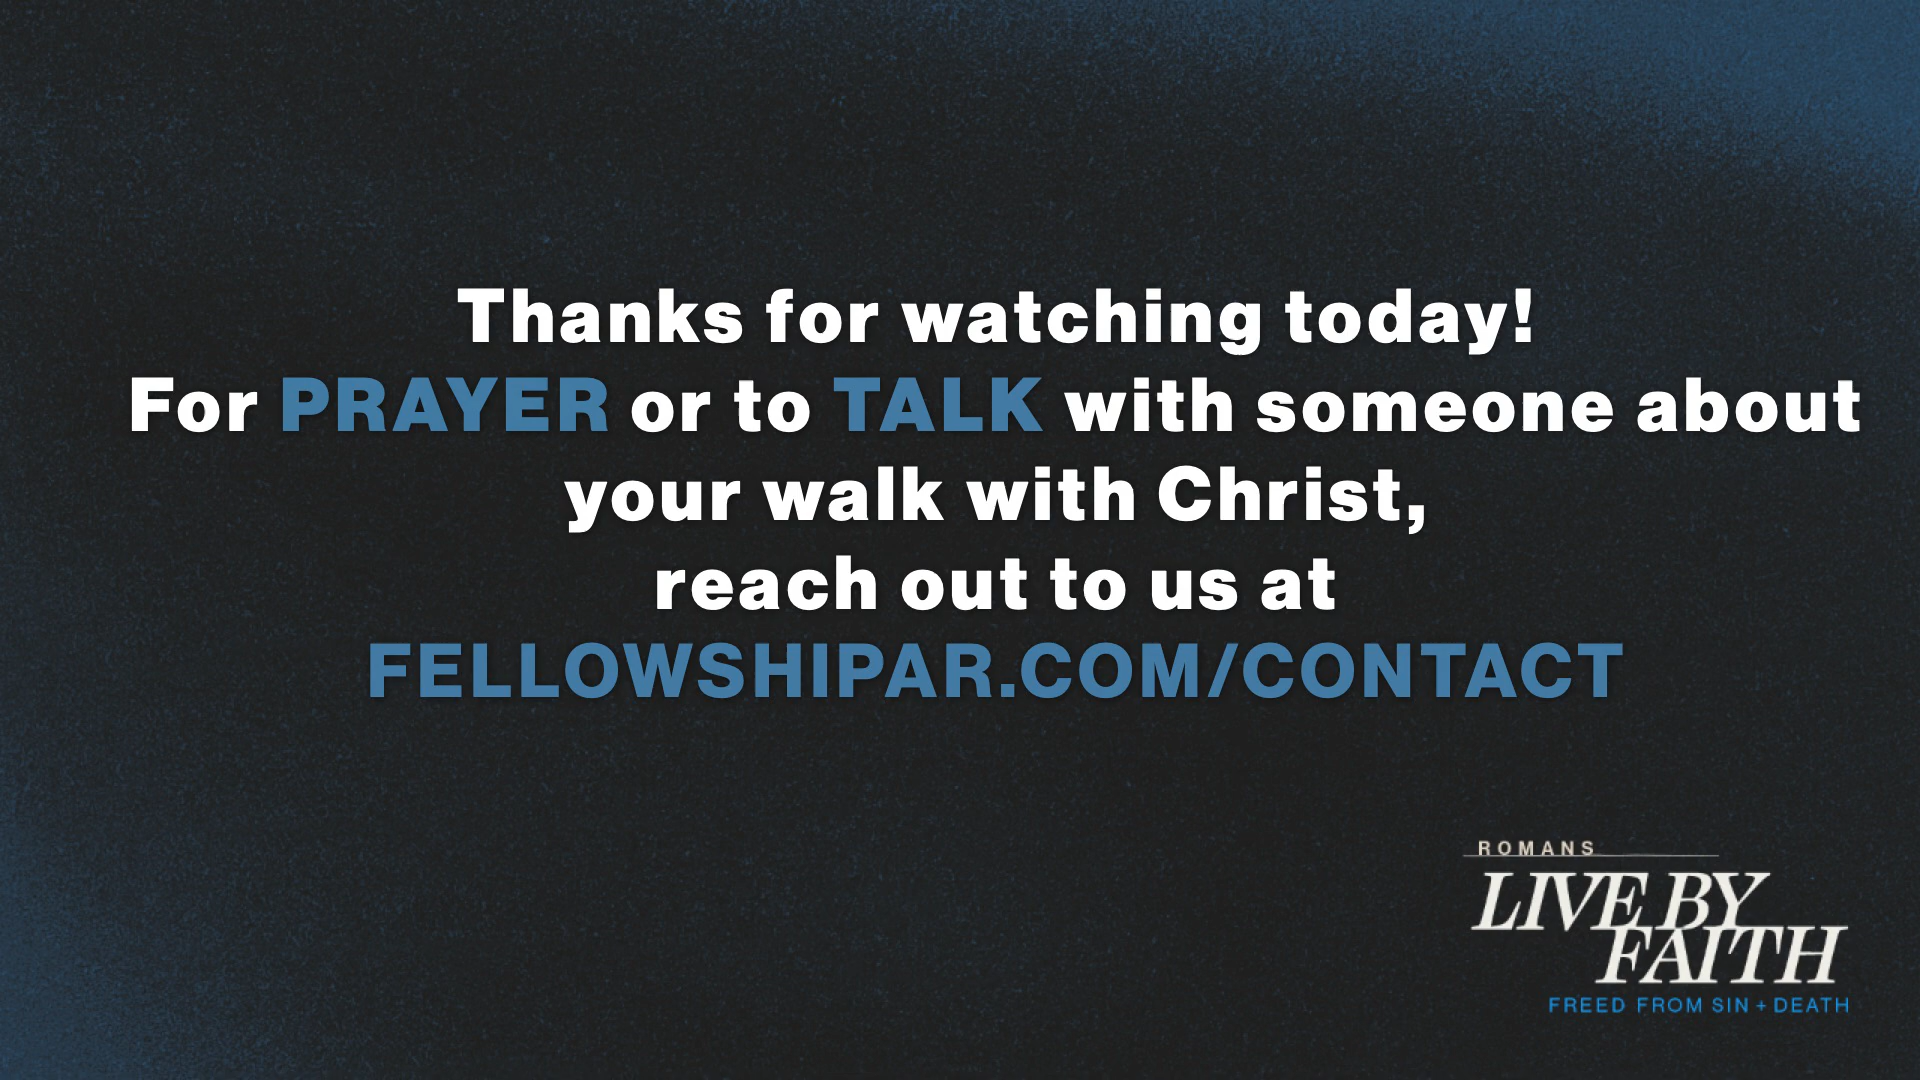 Thanks for watching today!
For PRAYER or to TALK with someone about
your walk with Christ,
reach out to us at
FELLOWSHIPAR.COM/CONTACT
ROMANS
LIVE BY
FAITH
FREED FROM SIN + DEATH